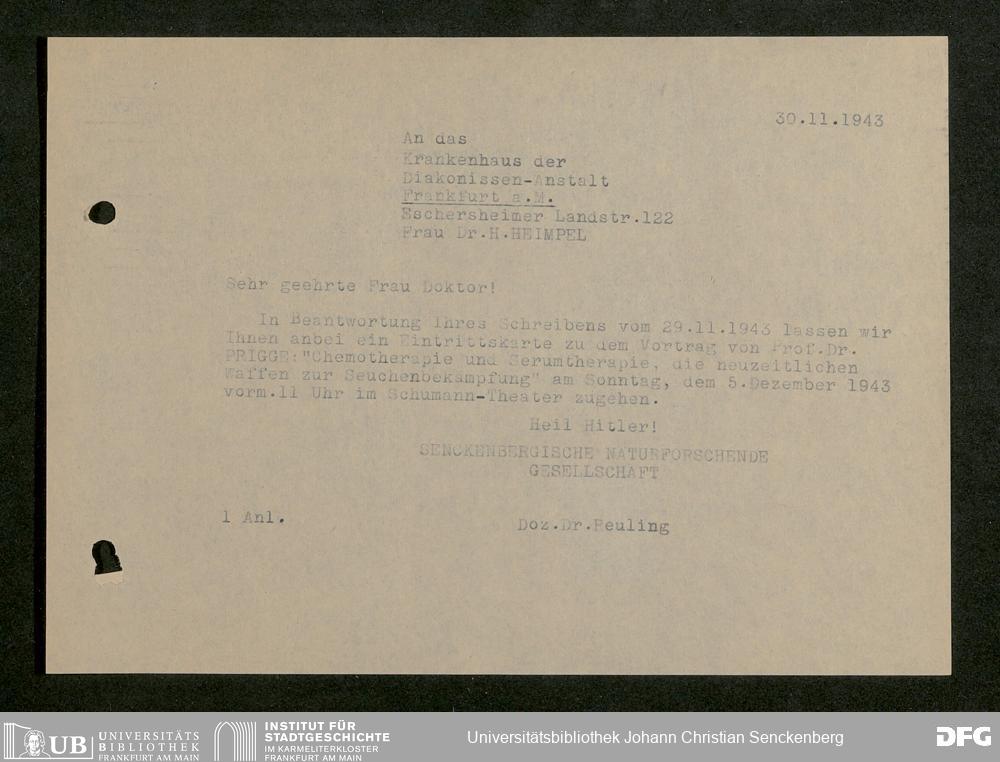 30.11.1943
An das
Krankenhaus der
Diakonissen-Anstalt
Frankfurt a.M.
Eschersheimer Landstr.122
Frau Dr.H.HEIMPEL
Sehr geehrte Frau Doktor!
In Beantwortung Ihres Schreibens vom 29.11.1943 lassen wir
Ihnen anbei ein Eintrittskarte zu dem Vortrag von Prof.Dr.
PRIGGE:"Chemotherapie und Serumtherapie, die neuzeitlichen
Waffen zur Seuchenbekämpfung" am Sonntag, dem 5.Dezember 1943
vorm.11 Uhr im Schumann-Theater zugehen.
Heil Hitler!
SENCKENBERGISCHE NATURFORSCHENDE
GESELLSCHAFT
1 Anl.
Doz.Dr.Peuling
UB
UNIVERSITÄTS
BIBLIOTHEK
FRANKFURT AM MAIN
INSTITUT FÜR
STADTGESCHICHTE
IM KARMELITERKLOSTER
FRANKFURT AM MAIN
Universitätsbibliothek Johann Christian Senckenberg
DFG